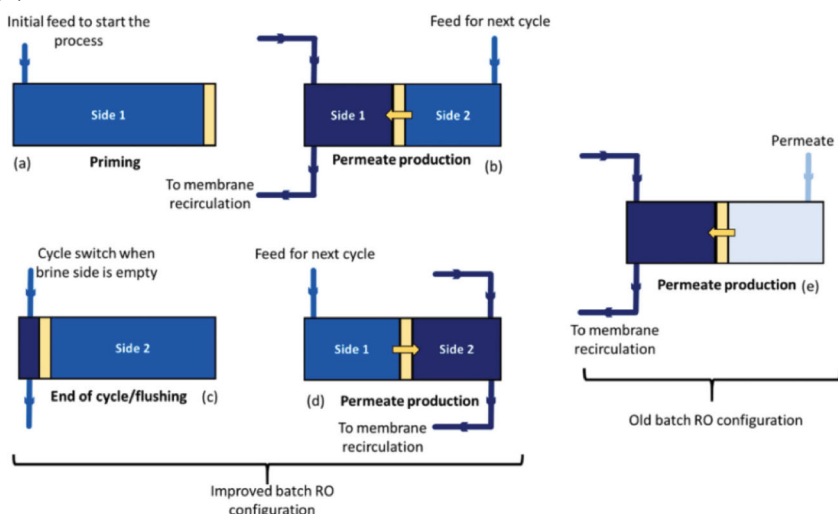 Initial feed to start the
process
Side 1
(a)
Priming
Feed for next cycle
Side 1
Side 2
Permeate production
(b)
To membrane
recirculation
Cycle switch when
brine side is empty
Side 2
End of cycle/flushing
(c)
Feed for next cycle
Side 1
Side 2
(d)
Permeate production
To membrane
recirculation
Improved batch RO
configuration
Permeate
Permeate production
(e)
To membrane
recirculation
Old batch RO configuration